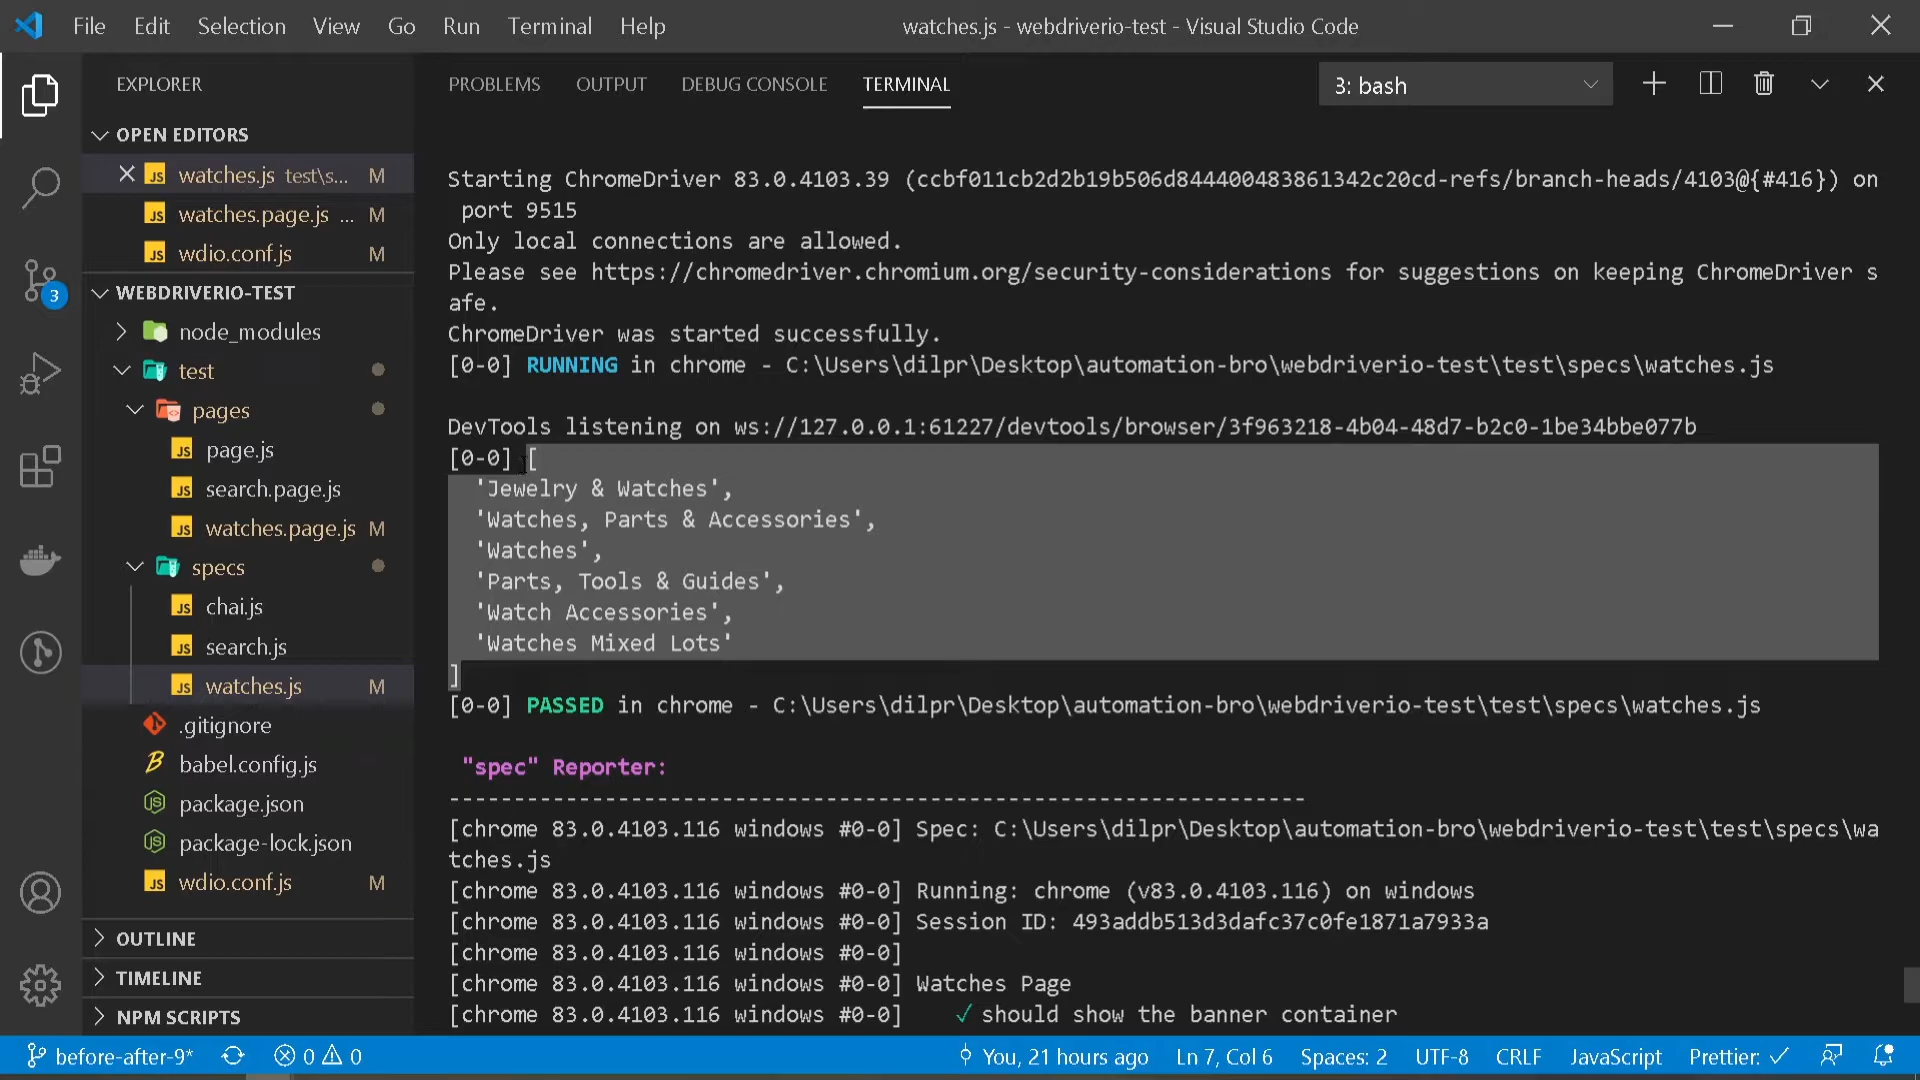 File Edit Selection View Go Run Terminal Help watches.js - webdriverio-test - Visual Studio Code
EXPLORER
OPEN EDITORS
watches.js test\s... M
watches.page.js ... M
wdio.conf.js M
WEBDRIVERIO-TEST
node_modules
test
pages
page.js
search.page.js
watches.page.js M
specs
chai.js
search.js
watches.js M
.gitignore
babel.config.js
package.json
package-lock.json
wdio.conf.js M
OUTLINE
TIMELINE
NPM SCRIPTS
3
PROBLEMS OUTPUT DEBUG CONSOLE TERMINAL 3: bash
Starting ChromeDriver 83.0.4103.39 (ccbf011cb2d2b19b506d844400483861342c20cd-refs/branch-heads/4103@{#416}) on
port 9515
Only local connections are allowed.
Please see https://chromedriver.chromium.org/security-considerations for suggestions on keeping ChromeDriver s
afe.
ChromeDriver was started successfully.
[0-0] RUNNING in chrome - C:\Users\dilpr\Desktop\automation-bro\webdriverio-test\test\specs\watches.js
DevTools listening on ws://127.0.0.1:61227/devtools/browser/3f963218-4b04-48d7-b2c0-1be34bbe077b
[0-0] [
'Jewelry & Watches',
'Watches, Parts & Accessories',
'Watches',
'Parts, Tools & Guides',
'Watch Accessories',
'Watches Mixed Lots'
]
[0-0] PASSED in chrome - C:\Users\dilpr\Desktop\automation-bro\webdriverio-test\test\specs\watches.js
"spec" Reporter:
------------------------------------------------------------------
[chrome 83.0.4103.116 windows #0-0] Spec: C:\Users\dilpr\Desktop\automation-bro\webdriverio-test\test\specs\wa
tches.js
[chrome 83.0.4103.116 windows #0-0] Running: chrome (v83.0.4103.116) on windows
[chrome 83.0.4103.116 windows #0-0] Session ID: 493addb513d3dafc37c0fe1871a7933a
[chrome 83.0.4103.116 windows #0-0]
[chrome 83.0.4103.116 windows #0-0] Watches Page
[chrome 83.0.4103.116 windows #0-0] ✓ should show the banner container
before-after-9* 0 0 You, 21 hours ago Ln 7, Col 6 Spaces: 2 UTF-8 CRLF JavaScript Prettier: ✓